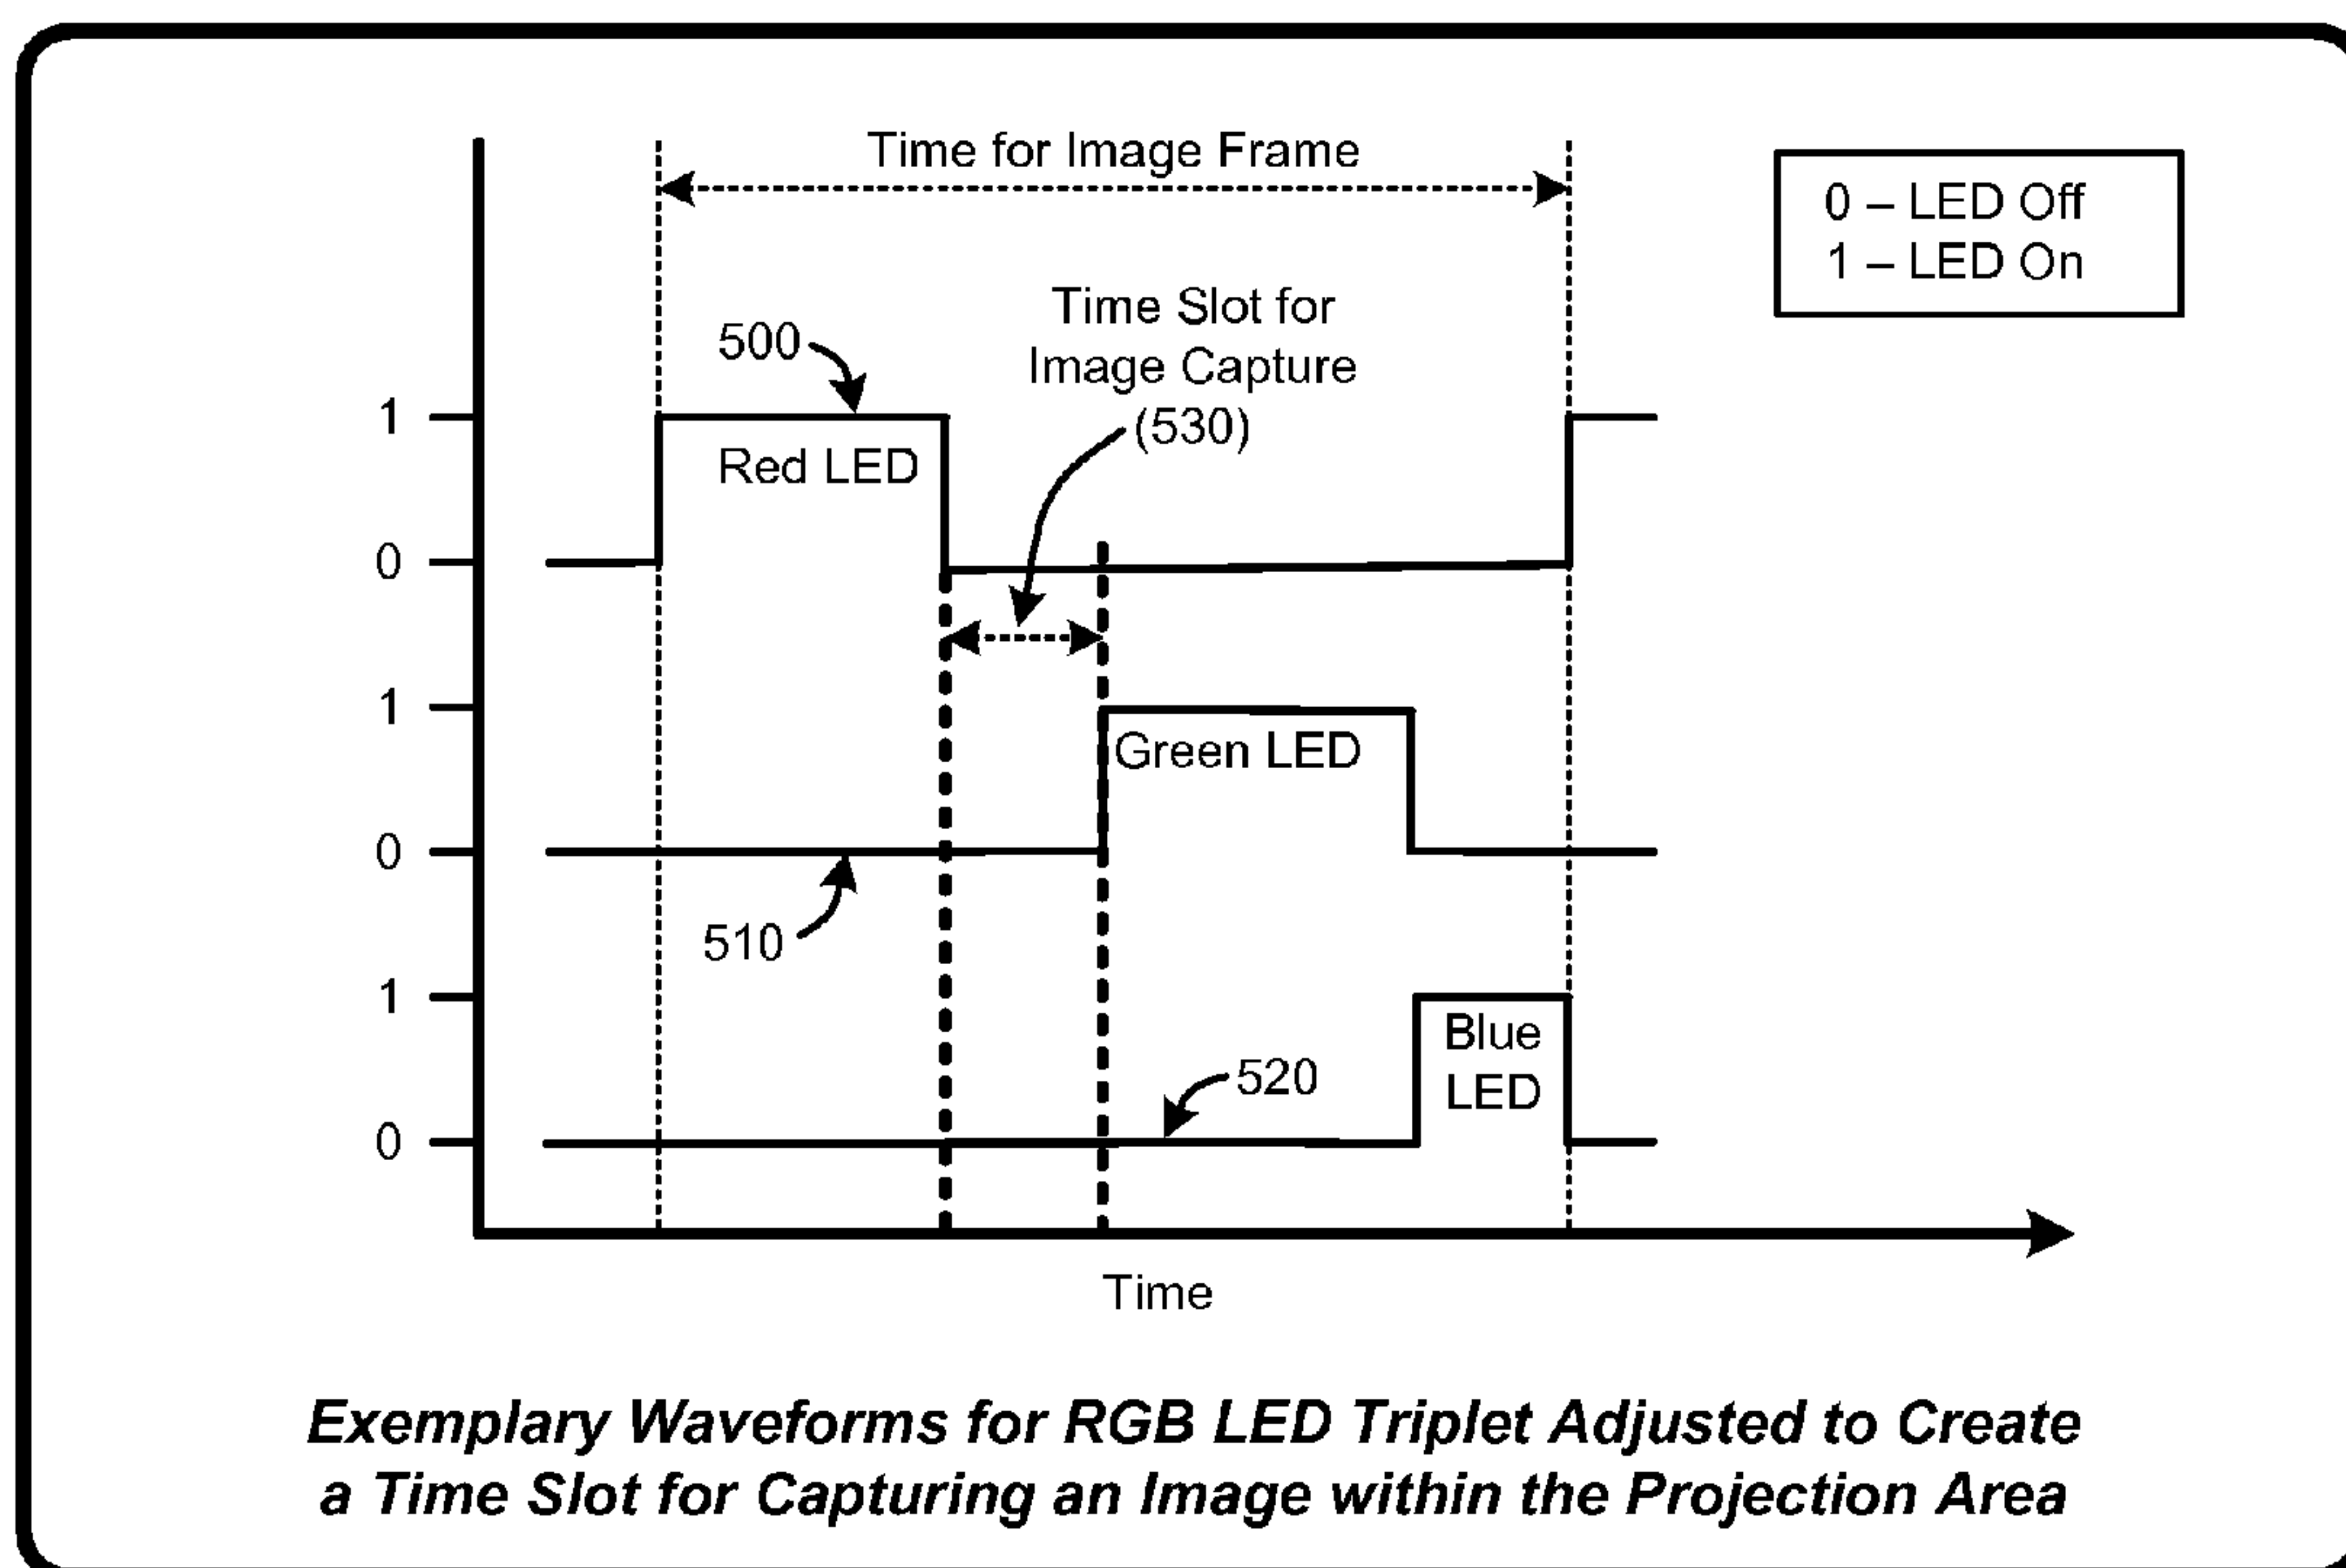 Time for Image Frame
0 – LED Off
1 – LED On
Time Slot for
Image Capture
(530)
500
1
Red LED
0
1
Green LED
0
510
1
Blue
LED
520
0
Time
Exemplary Waveforms for RGB LED Triplet Adjusted to Create
a Time Slot for Capturing an Image within the Projection Area